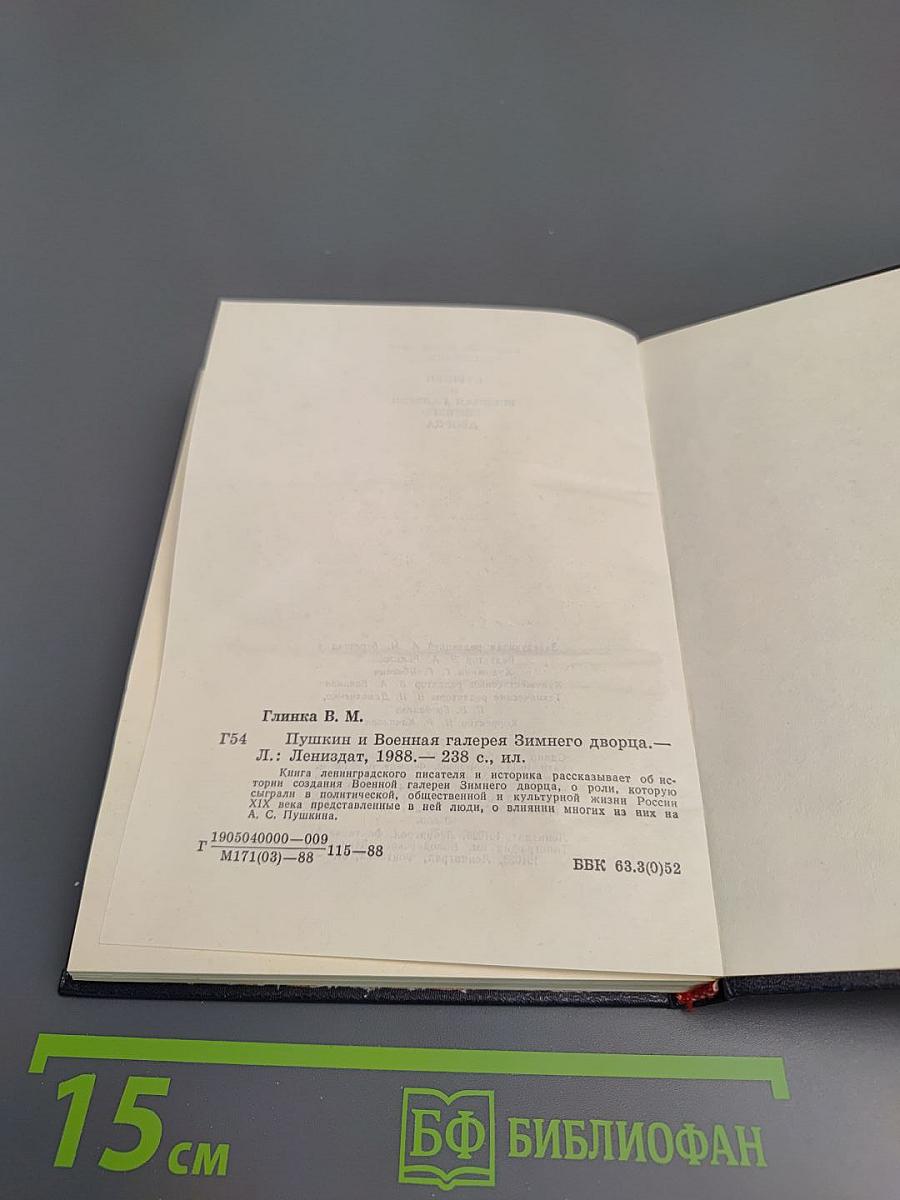 Глинка В. М.
Г54 Пушкин и Военная галерея Зимнего дворца.—
Л.: Лениздат, 1988.— 238 с., ил.
Книга ленинградского писателя и историка рассказывает об ис-
тории создания Военной галереи Зимнего дворца, о роли, которую
сыграли в политической, общественной и культурной жизни России
XIX века представленные в ней люди, о влиянии многих из них на
А. С. Пушкина.
Г 1905040000—009
М171(03)—88 115—88
ББК 63.3(0)52
15 см
БФ БИБЛИОФАН